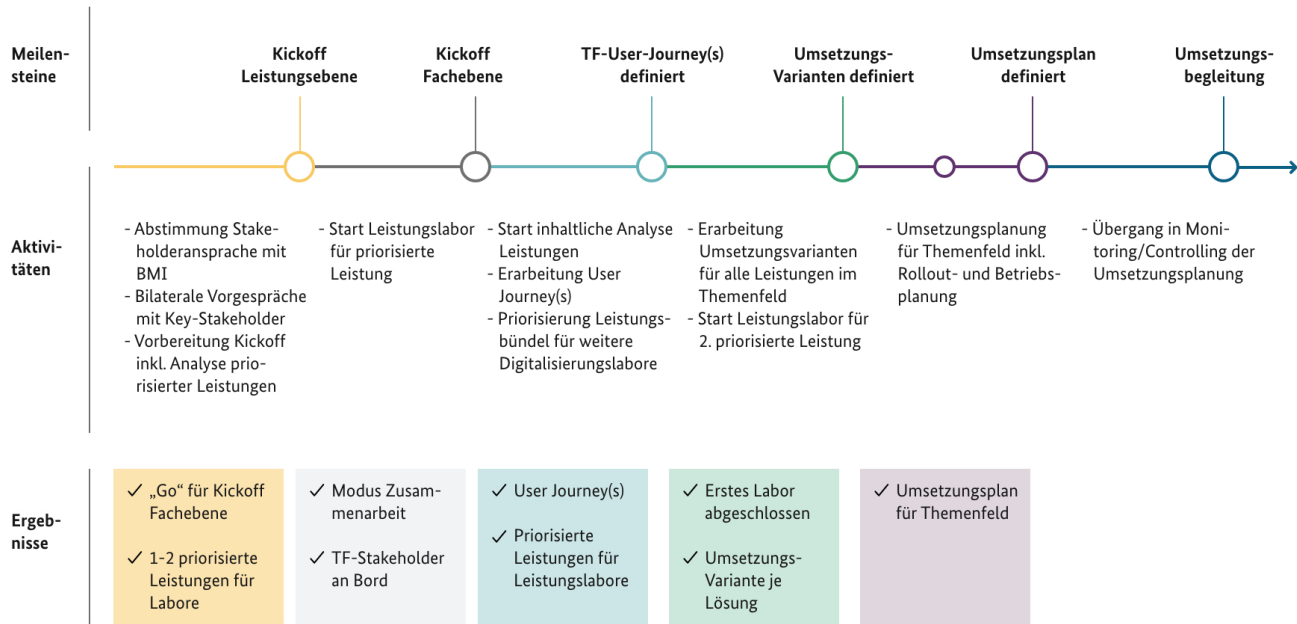 Meilen-
steine
Kickoff
Leistungsebene
Kickoff
Fachebene
TF-User-Journey(s)
definiert
Umsetzungs-
Varianten definiert
Umsetzungsplan
definiert
Umsetzungs-
begleitung
Aktivi-
täten
- Abstimmung Stake-
holderansprache mit
BMI
- Bilaterale Vorgespräche
mit Key-Stakeholder
- Vorbereitung Kickoff
inkl. Analyse prio-
risierter Leistungen
- Start Leistungslabor
für priorisierte
Leistung
- Start inhaltliche Analyse
Leistungen
- Erarbeitung User
Journey(s)
- Priorisierung Leistungs-
bündel für weitere
Digitalisierungslabore
- Erarbeitung
Umsetzungsvarianten
für alle Leistungen im
Themenfeld
- Start Leistungslabor für
2. priorisierte Leistung
- Umsetzungsplanung
für Themenfeld inkl.
Rollout- und Betriebs-
planung
- Übergang in Moni-
toring/Controlling der
Umsetzungsplanung
Ergeb-
nisse
✓ „Go“ für Kickoff
Fachebene
✓ 1-2 priorisierte
Leistungen für
Labore
✓ Modus Zusam-
menarbeit
✓ TF-Stakeholder
an Bord
✓ User Journey(s)
✓ Priorisierte
Leistungen für
Leistungslabore
✓ Erstes Labor
abgeschlossen
✓ Umsetzungs-
Variante je
Lösung
✓ Umsetzungsplan
für Themenfeld